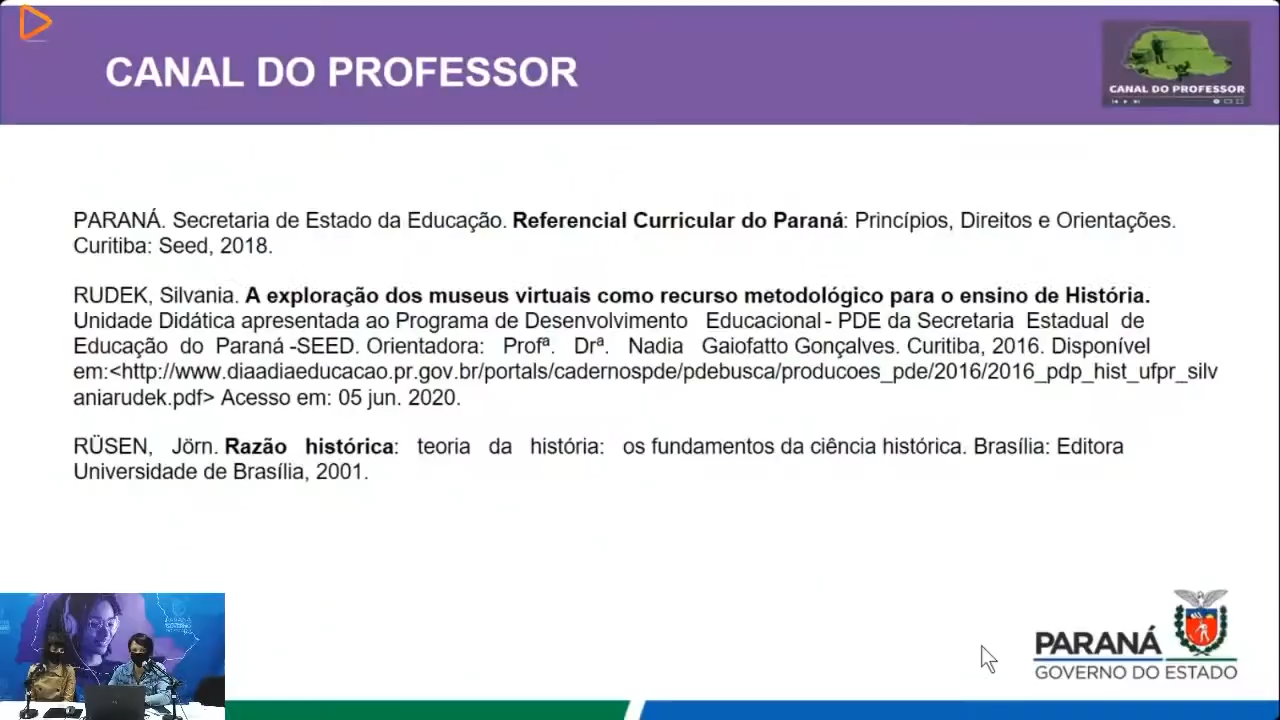 CANAL DO PROFESSOR
CANAL DO PROFESSOR
PARANÁ. Secretaria de Estado da Educação. Referencial Curricular do Paraná: Princípios, Direitos e Orientações.
Curitiba: Seed, 2018.
RUDEK, Silvania. A exploração dos museus virtuais como recurso metodológico para o ensino de História.
Unidade Didática apresentada ao Programa de Desenvolvimento Educacional - PDE da Secretaria Estadual de
Educação do Paraná -SEED. Orientadora: Profª. Drª. Nadia Gaiofatto Gonçalves. Curitiba, 2016. Disponível
em:<http://www.diaadiaeducacao.pr.gov.br/portals/cadernospde/pdebusca/producoes_pde/2016/2016_pdp_hist_ufpr_silv
aniarudek.pdf> Acesso em: 05 jun. 2020.
RÜSEN, Jörn. Razão histórica: teoria da história: os fundamentos da ciência histórica. Brasília: Editora
Universidade de Brasília, 2001.
PARANÁ
GOVERNO DO ESTADO